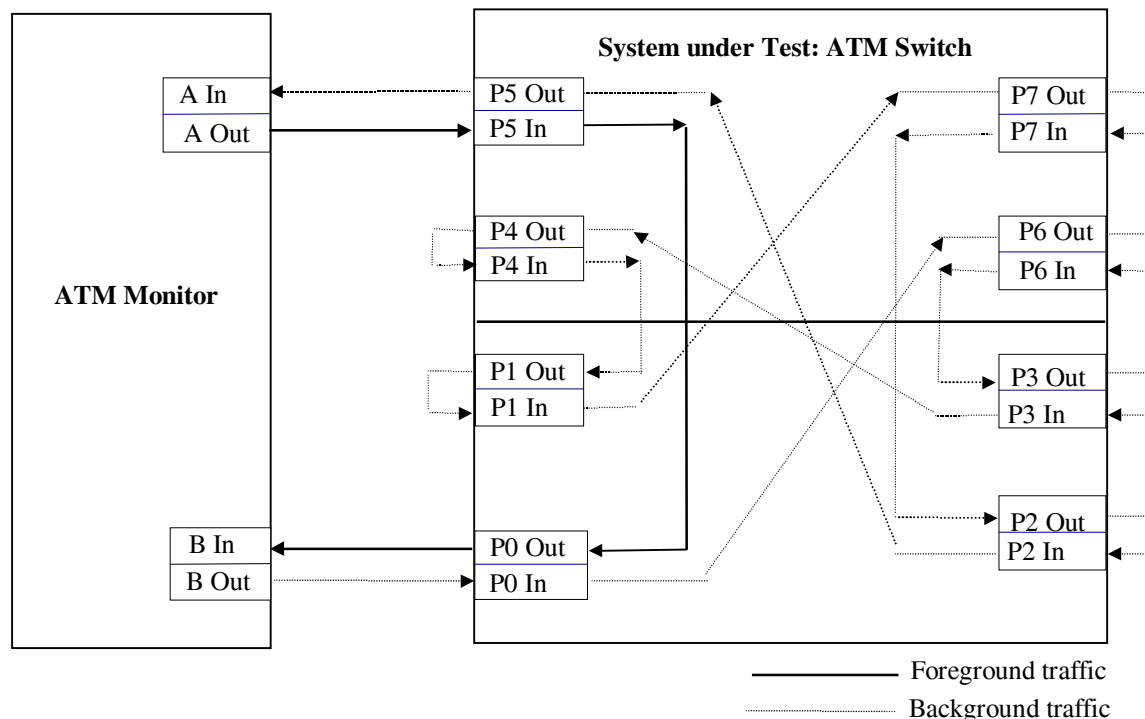 System under Test: ATM Switch
A In
A Out
P5 Out
P5 In
P7 Out
P7 In
P4 Out
P4 In
P6 Out
P6 In
ATM Monitor
P1 Out
P1 In
P3 Out
P3 In
B In
B Out
P0 Out
P0 In
P2 Out
P2 In
Foreground traffic
Background traffic